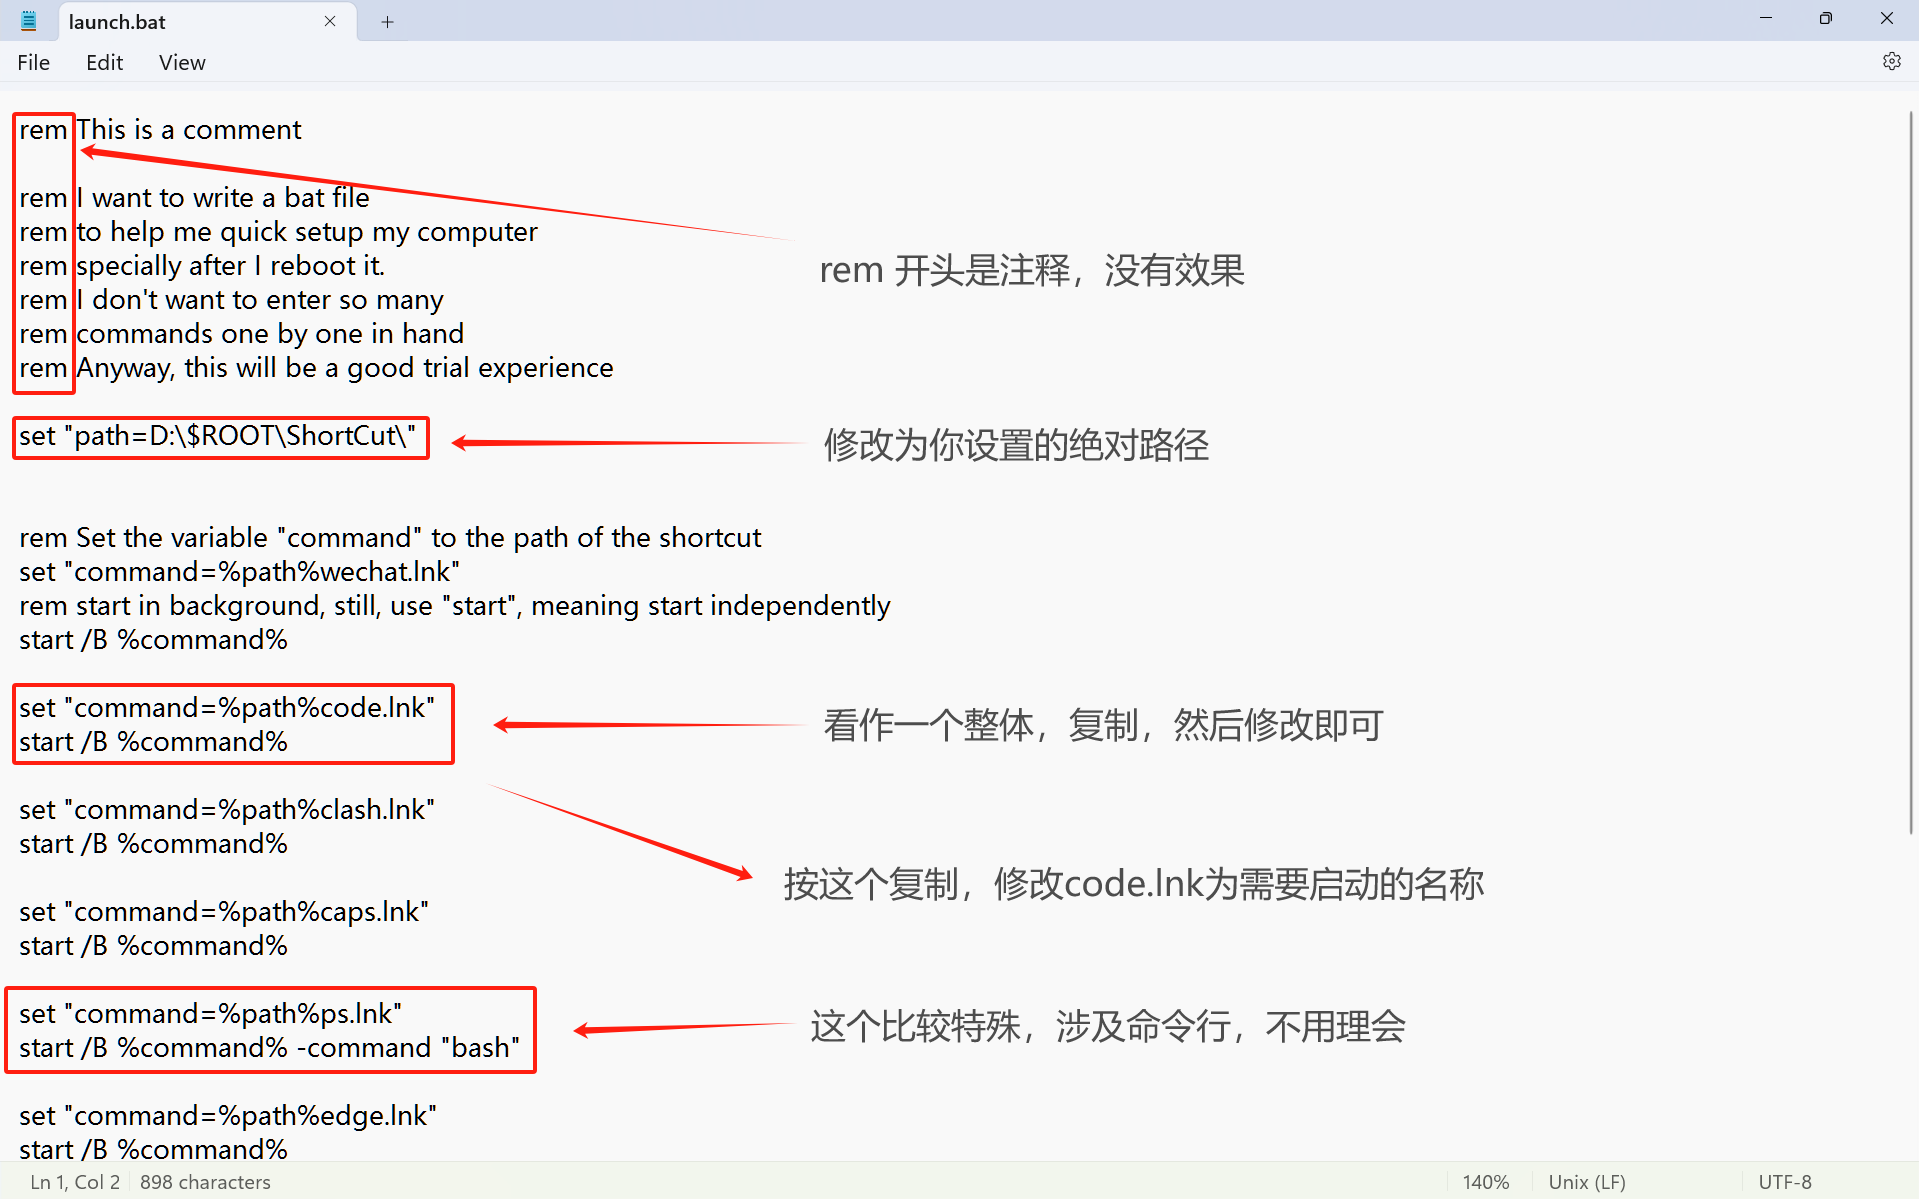 launch.bat
File Edit View
rem This is a comment
rem I want to write a bat file
rem to help me quick setup my computer
rem specially after I reboot it.
rem I don't want to enter so many
rem commands one by one in hand
rem Anyway, this will be a good trial experience
rem 开头是注释，没有效果
set "path=D:\$ROOT\ShortCut\"
修改为你设置的绝对路径
rem Set the variable "command" to the path of the shortcut
set "command=%path%wechat.lnk"
rem start in background, still, use "start", meaning start independently
start /B %command%
set "command=%path%code.lnk"
start /B %command%
看作一个整体，复制，然后修改即可
set "command=%path%clash.lnk"
start /B %command%
按这个复制，修改code.lnk为需要启动的名称
set "command=%path%caps.lnk"
start /B %command%
set "command=%path%ps.lnk"
start /B %command% -command "bash"
这个比较特殊，涉及命令行，不用理会
set "command=%path%edge.lnk"
start /B %command%
Ln 1, Col 2 898 characters 140% Unix (LF) UTF-8